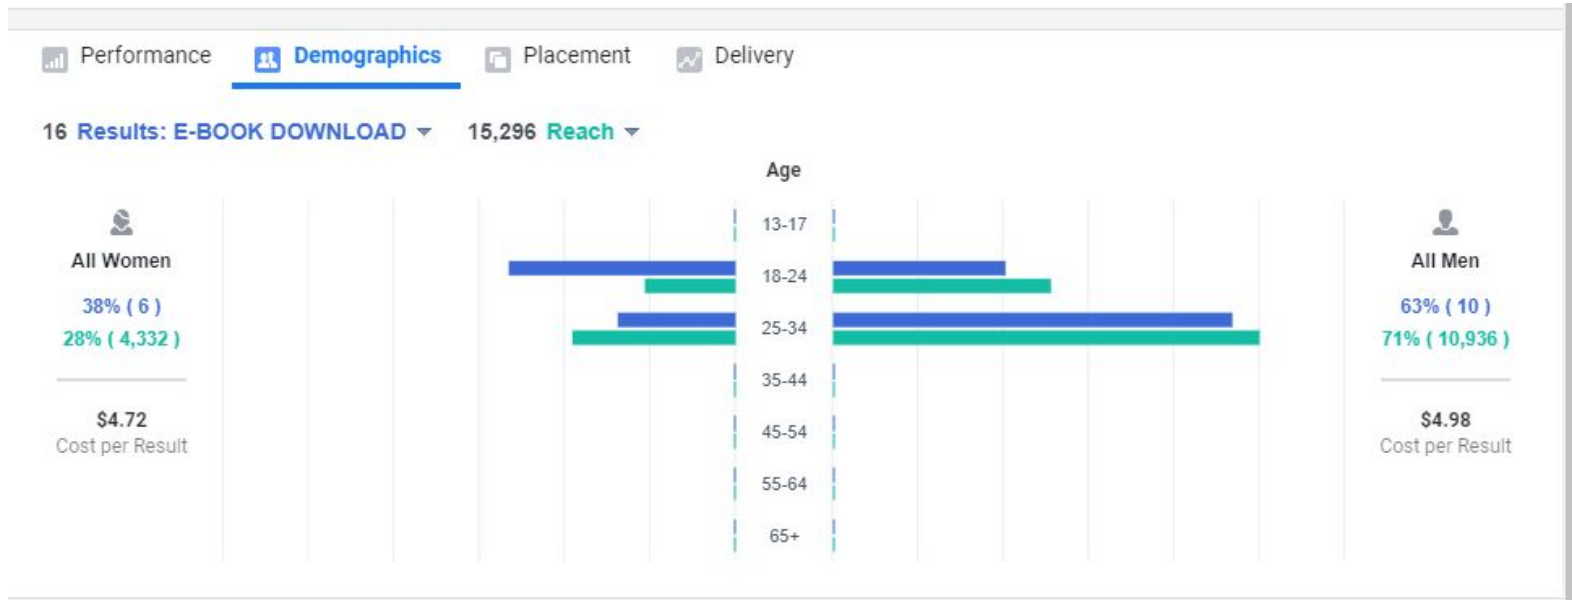 Performance Demographics Placement Delivery
16 Results: E-BOOK DOWNLOAD 15,296 Reach
Age
All Women
38% ( 6 )
28% ( 4,332 )
$4.72
Cost per Result
13-17
18-24
25-34
35-44
45-54
55-64
65+
All Men
63% ( 10 )
71% ( 10,936 )
$4.98
Cost per Result